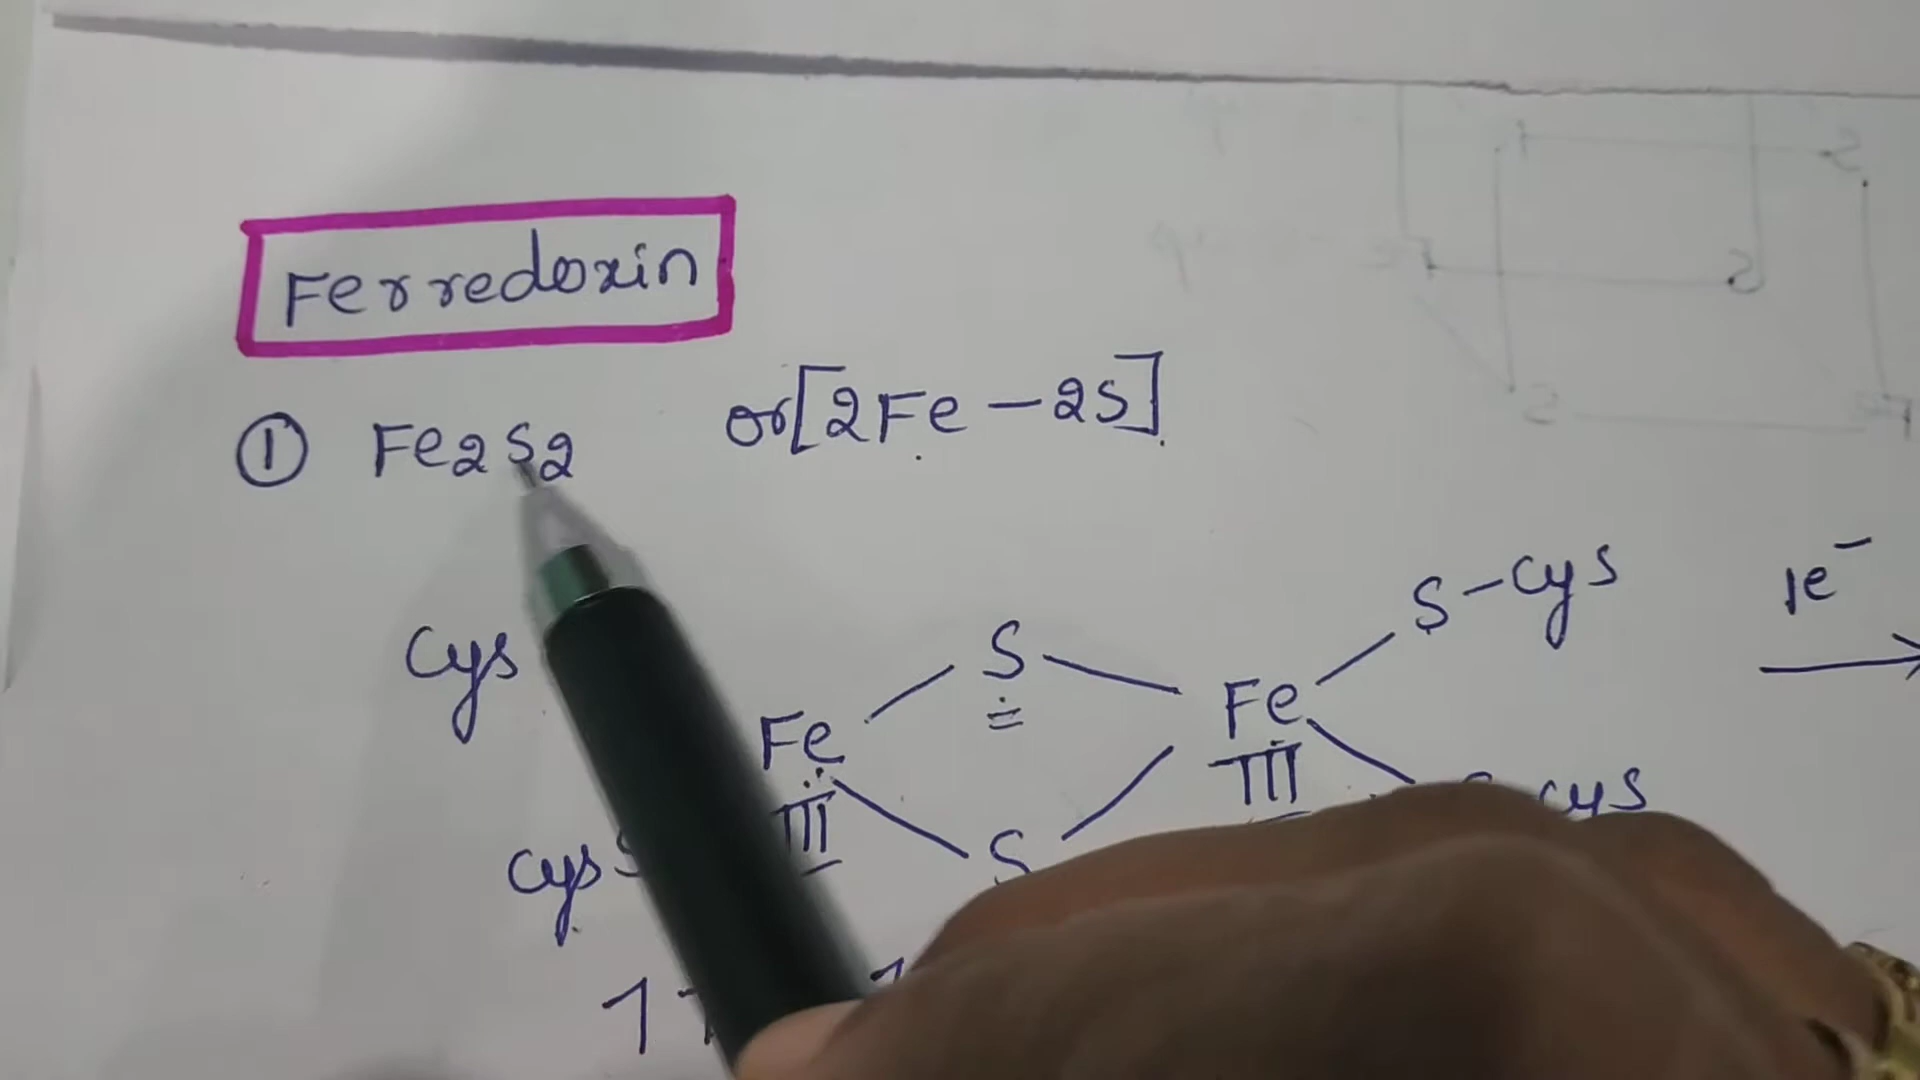 Ferredoxin
① Fe2S2 or [2Fe-2S]
Cys S S-Cys 1e-
Fe Fe
III III
cys S S cys